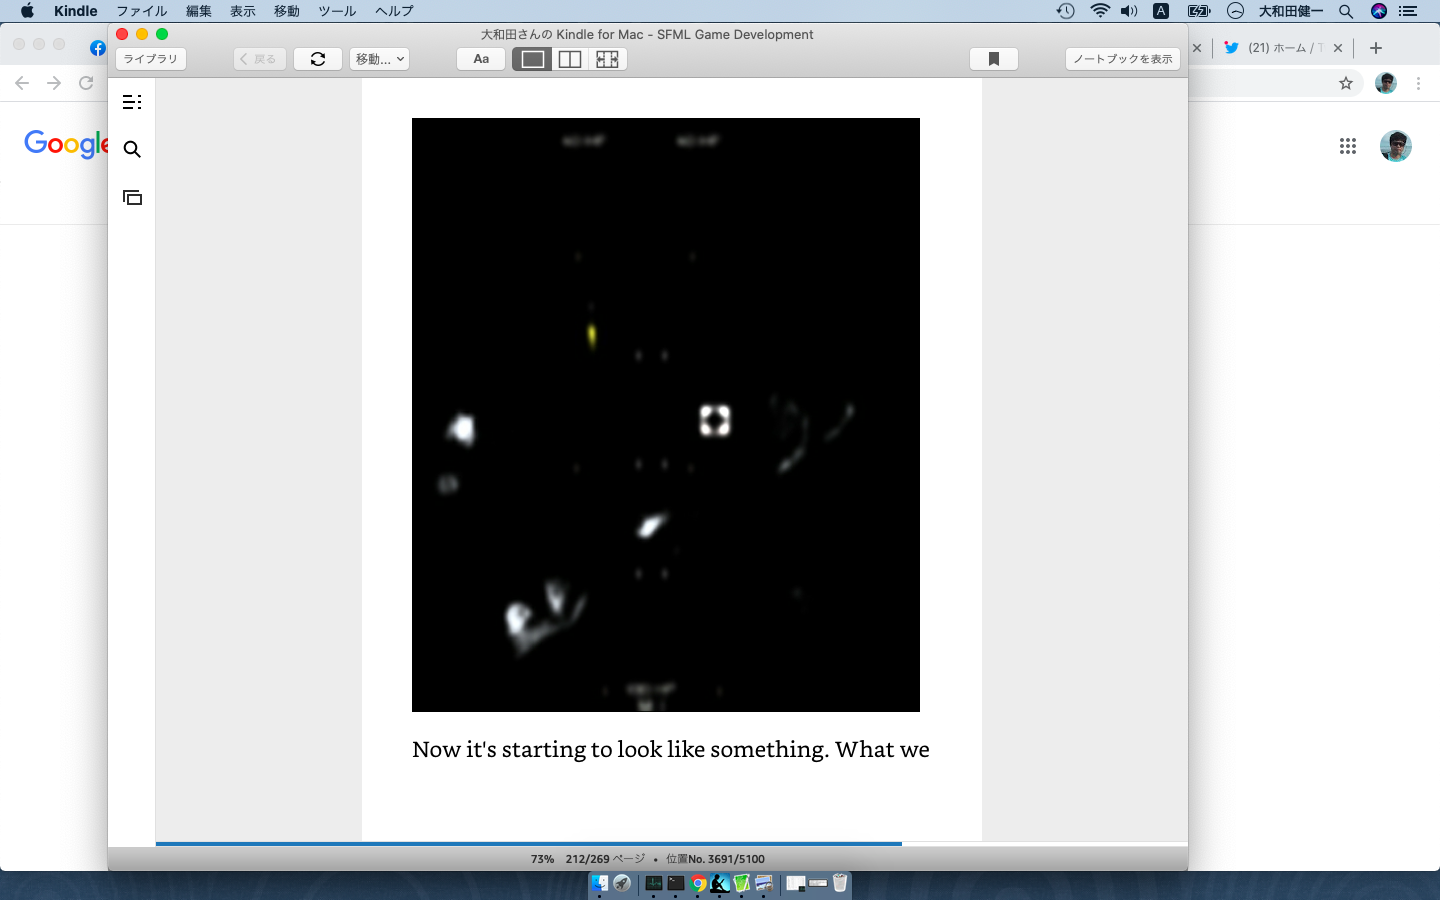 Kindle ファイル 編集 表示 移動 ツール ヘルプ A 大和田健一
大和田さんの Kindle for Mac - SFML Game Development
(21) ホーム / T
ライブラリ 戻る 移動... Aa ノートブックを表示
Google
Now it's starting to look like something. What we
73% 212/269 ページ • 位置No. 3691/5100